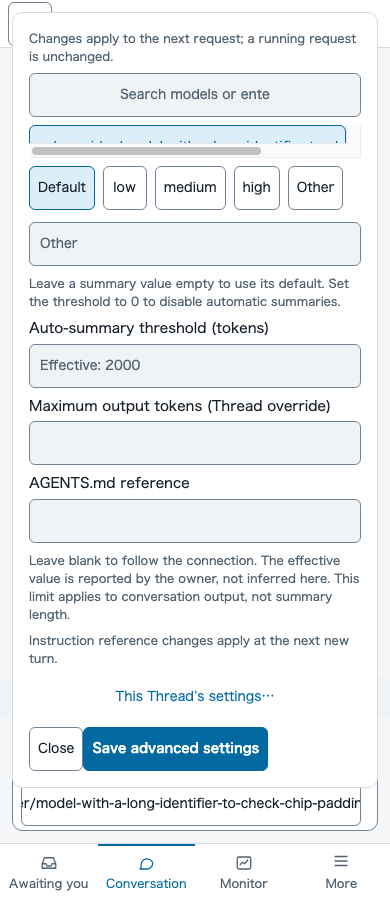 Changes apply to the next request; a running request
is unchanged.
Search models or ente
Default
low
medium
high
Other
Other
Leave a summary value empty to use its default. Set
the threshold to 0 to disable automatic summaries.
Auto-summary threshold (tokens)
Effective: 2000
Maximum output tokens (Thread override)
AGENTS.md reference
Leave blank to follow the connection. The effective
value is reported by the owner, not inferred here. This
limit applies to conversation output, not summary
length.
Instruction reference changes apply at the next new
turn.
This Thread's settings…
Close
Save advanced settings
er/model-with-a-long-identifier-to-check-chip-paddin
Awaiting you
Conversation
Monitor
More